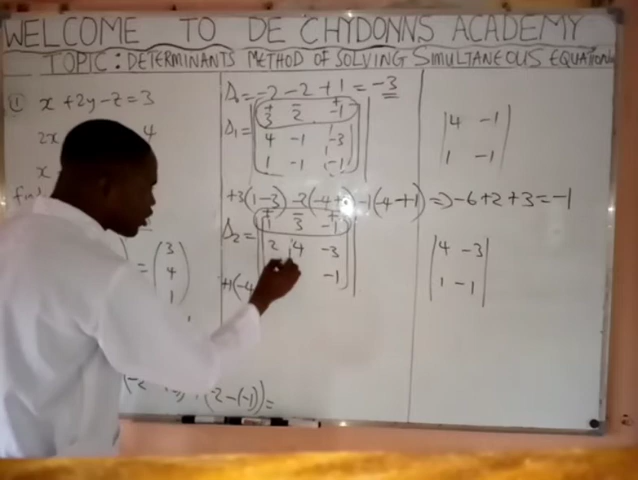 WELCOME TO DE CHYDONNS ACADEMY
TOPIC: DETERMINANTS METHOD OF SOLVING SIMULTANEOUS EQUATION
① x + 2y - z = 3
2x 4
x
Δ₀ = -2 - 2 + 1 = -3
Δ₁ =
+ - +
3 2 -1
4 -1 -3
1 -1 -1
+3(1-3) -2(-4+ -1(-4+1) => -6+2+3 = -1
Δ₂ =
+ - +
1 3 -1
2 4 -3
-1
+1(-4
= 3
4
1
(2-(-1)) =
4 -1
1 -1
4 -3
1 -1